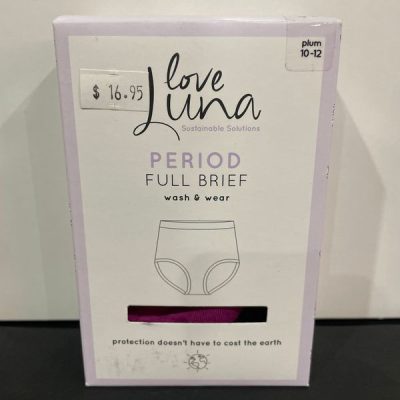 plum
10-12
$ 16.95
love
Luna
Sustainable Solutions
PERIOD
FULL BRIEF
wash & wear
protection doesn't have to cost the earth